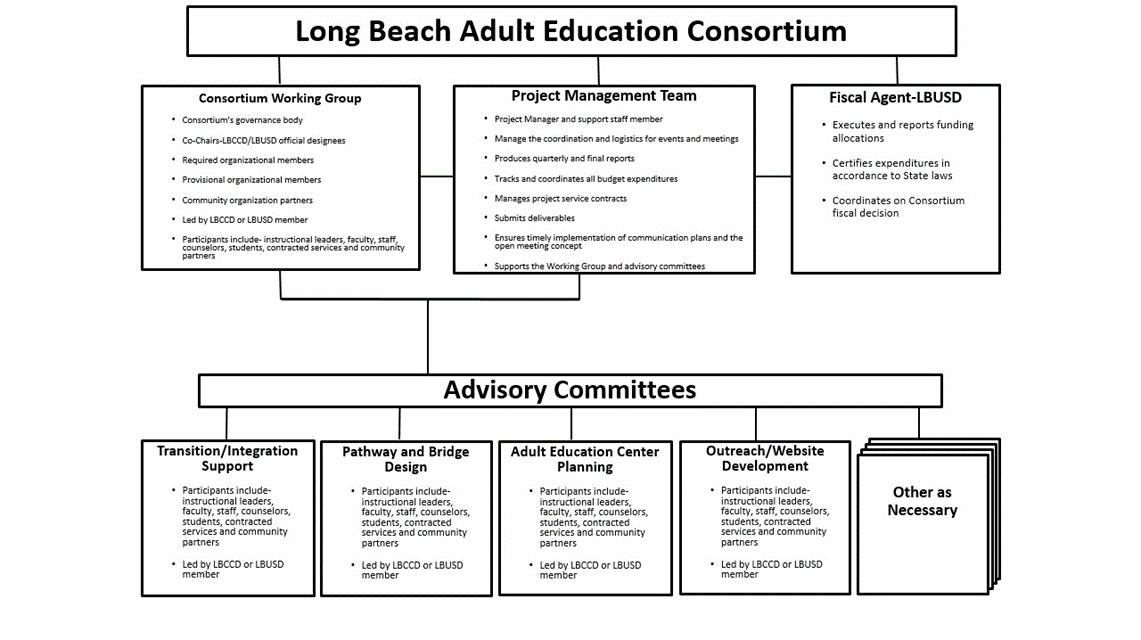 Long Beach Adult Education Consortium
Consortium Working Group
• Consortium's governance body
• Co-Chairs-LBCCD/LBUSD official designees
• Required organizational members
• Provisional organizational members
• Community organization partners
• Led by LBCCD or LBUSD member
• Participants include- instructional leaders, faculty, staff,
counselors, students, contracted services and community
partners
Project Management Team
• Project Manager and support staff member
• Manage the coordination and logistics for events and meetings
• Produces quarterly and final reports
• Tracks and coordinates all budget expenditures
• Manages project service contracts
• Submits deliverables
• Ensures timely implementation of communication plans and the
open meeting concept
• Supports the Working Group and advisory committees
Fiscal Agent-LBUSD
• Executes and reports funding
allocations
• Certifies expenditures in
accordance to State laws
• Coordinates on Consortium
fiscal decision
Advisory Committees
Transition/Integration
Support
• Participants include-
instructional leaders,
faculty, staff, counselors,
students, contracted
services and community
partners
• Led by LBCCD or LBUSD
member
Pathway and Bridge
Design
• Participants include-
instructional leaders,
faculty, staff, counselors,
students, contracted
services and community
partners
• Led by LBCCD or LBUSD
member
Adult Education Center
Planning
• Participants include-
instructional leaders,
faculty, staff, counselors,
students, contracted
services and community
partners
• Led by LBCCD or LBUSD
member
Outreach/Website
Development
• Participants include-
instructional leaders,
faculty, staff, counselors,
students, contracted
services and community
partners
• Led by LBCCD or LBUSD
member
Other as
Necessary